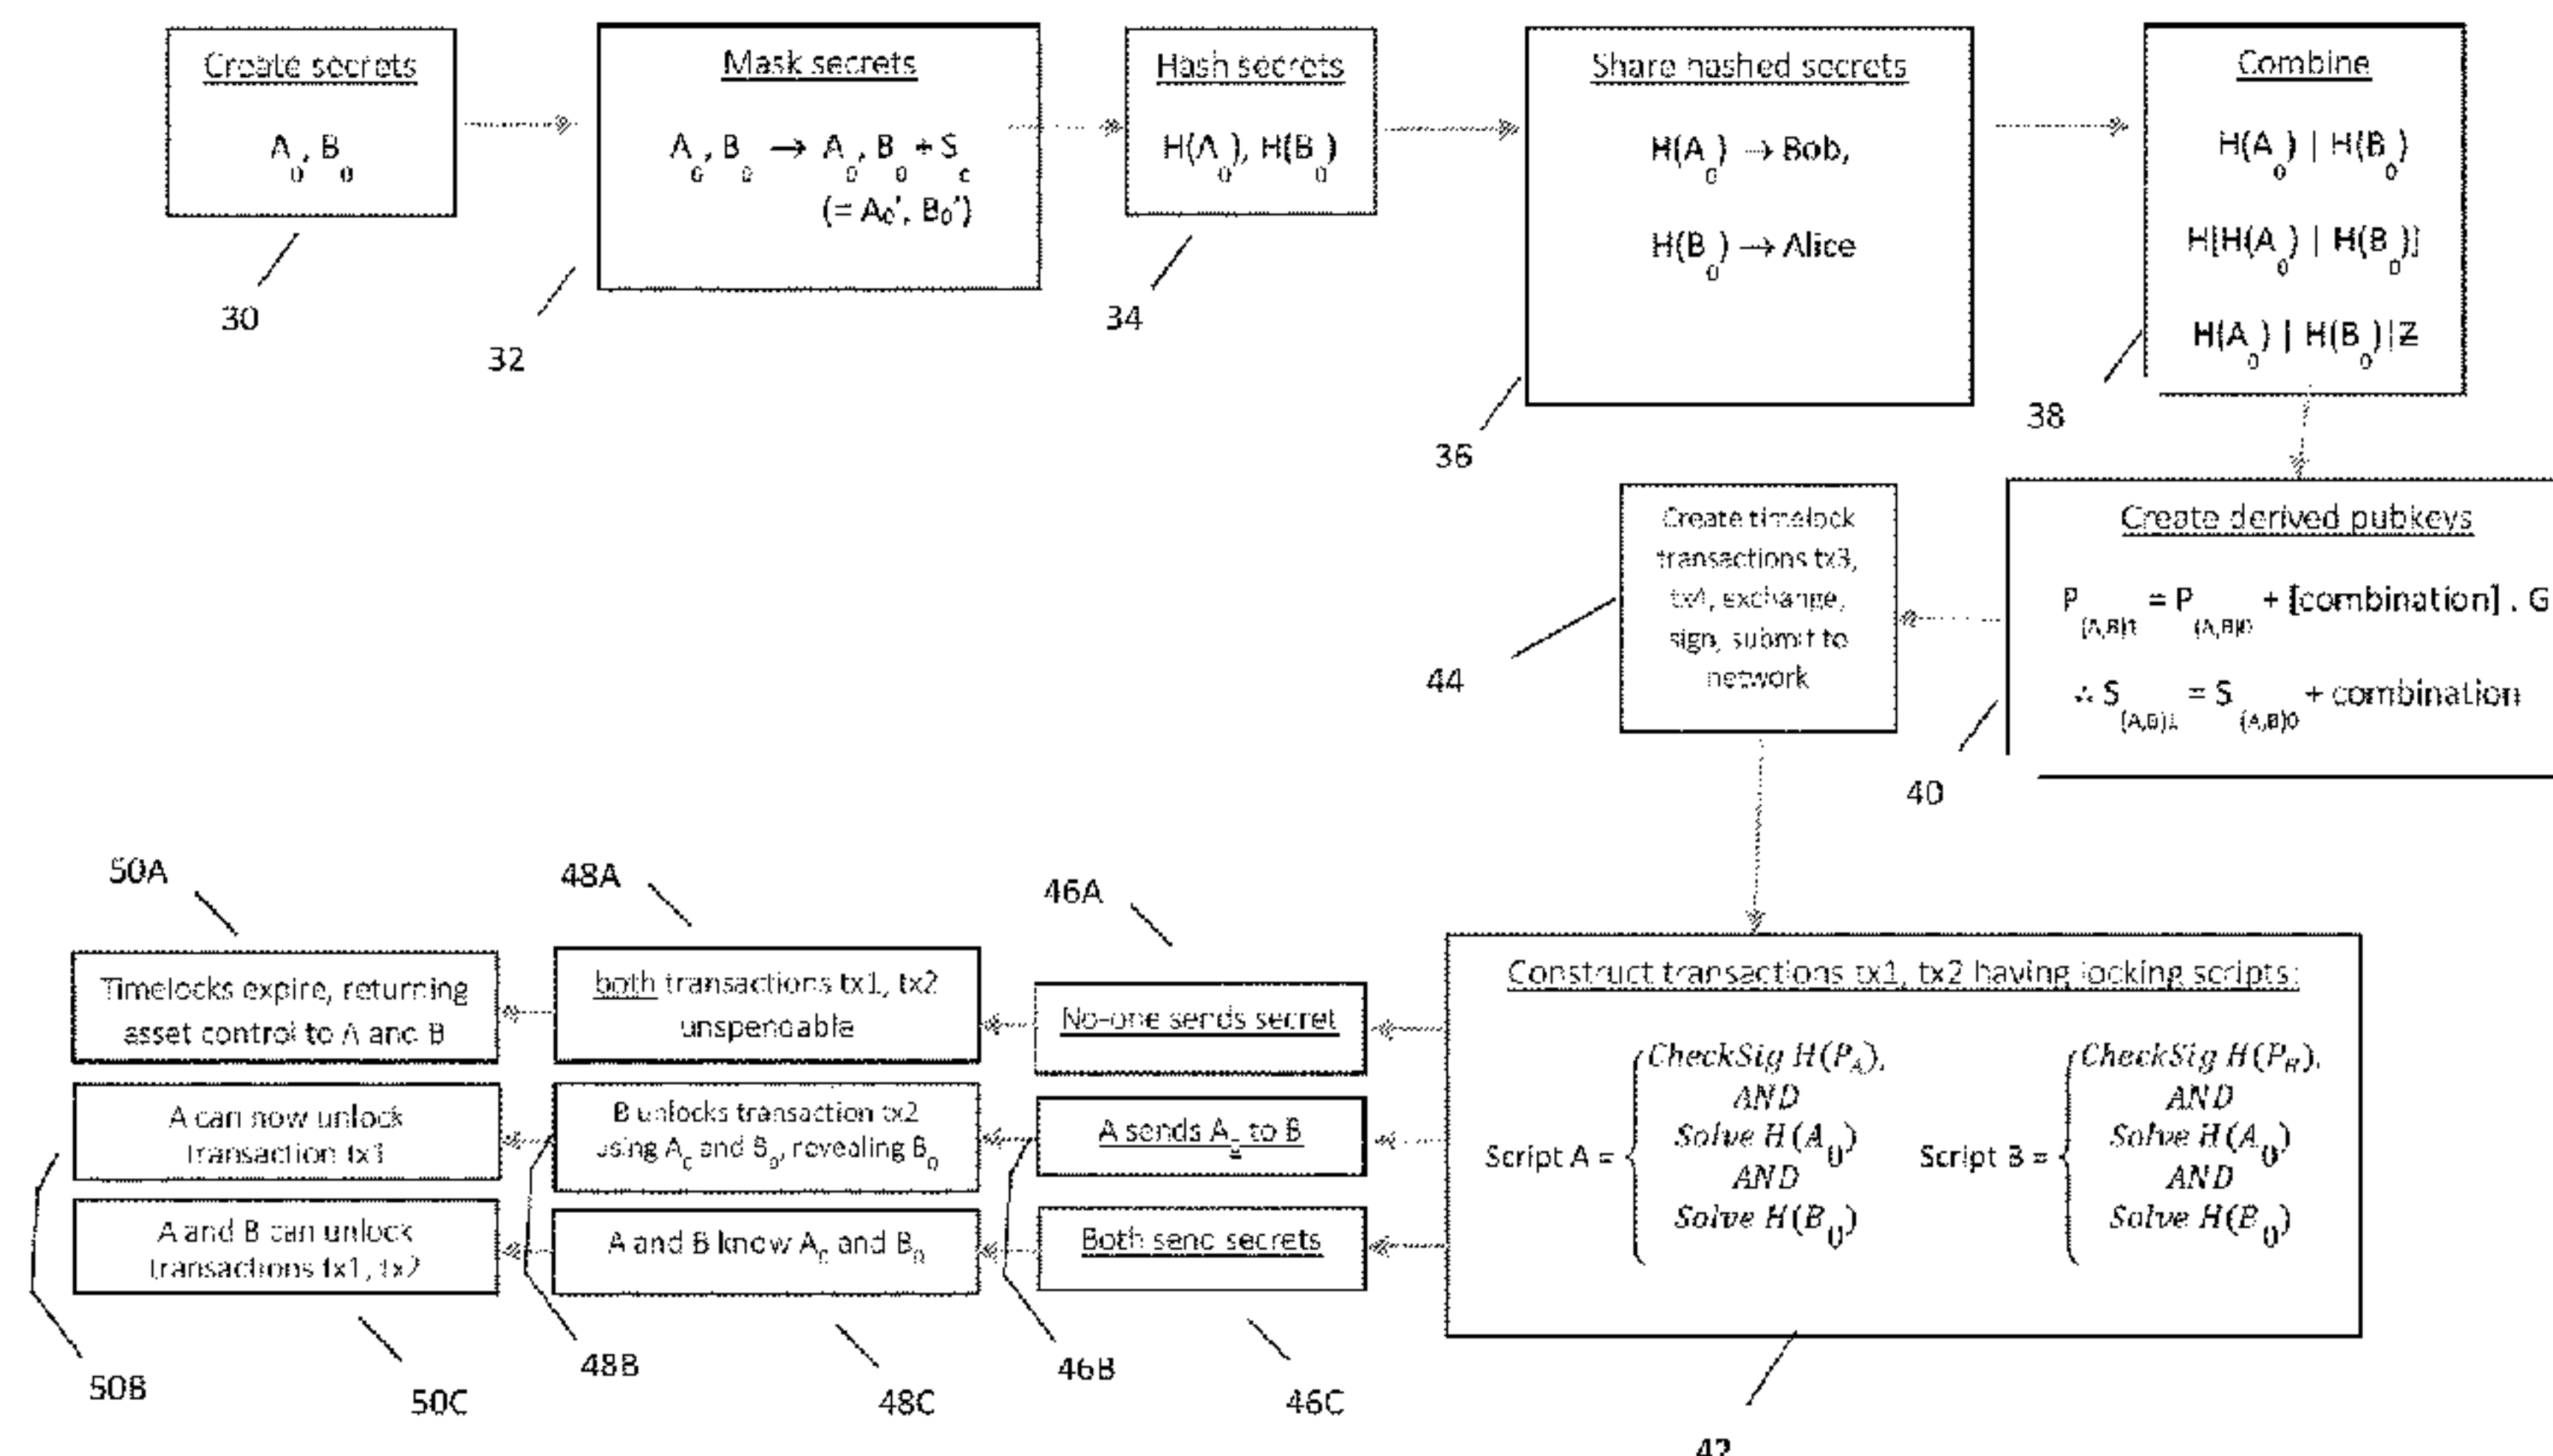 Create secrets
A₀, B₀
30
Mask secrets
A₀, B₀ → A₀, B₀ + S_c
(= A₀', B₀')
32
Hash secrets
H(A₀), H(B₀)
34
Share hashed secrets
H(A₀) → Bob,
H(B₀) → Alice
36
Combine
H(A₀) | H(B₀)
H[H(A₀) | H(B₀)]
H(A₀) | H(B₀)|Z
38
Create derived pubkeys
P(A,B)1 = P(A,B)0 + [combination] . G
∴ S(A,B)1 = S(A,B)0 + combination
40
Create timelock
transactions tx3,
tx4, exchange,
sign, submit to
network
44
Construct transactions tx1, tx2 having locking scripts:
Script A =
CheckSig H(P_A),
AND
Solve H(A₀)
AND
Solve H(B₀)
Script B =
CheckSig H(P_B),
AND
Solve H(A₀)
AND
Solve H(B₀)
42
46A
No-one sends secret
48A
both transactions tx1, tx2
unspendable
50A
Timelocks expire, returning
asset control to A and B
A sends A₀ to B
46B
B unlocks transaction tx2
using A₀ and B₀, revealing B₀
48B
A can now unlock
transaction tx1
50B
Both send secrets
46C
A and B know A₀ and B₀
48C
A and B can unlock
transactions tx1, tx2
50C